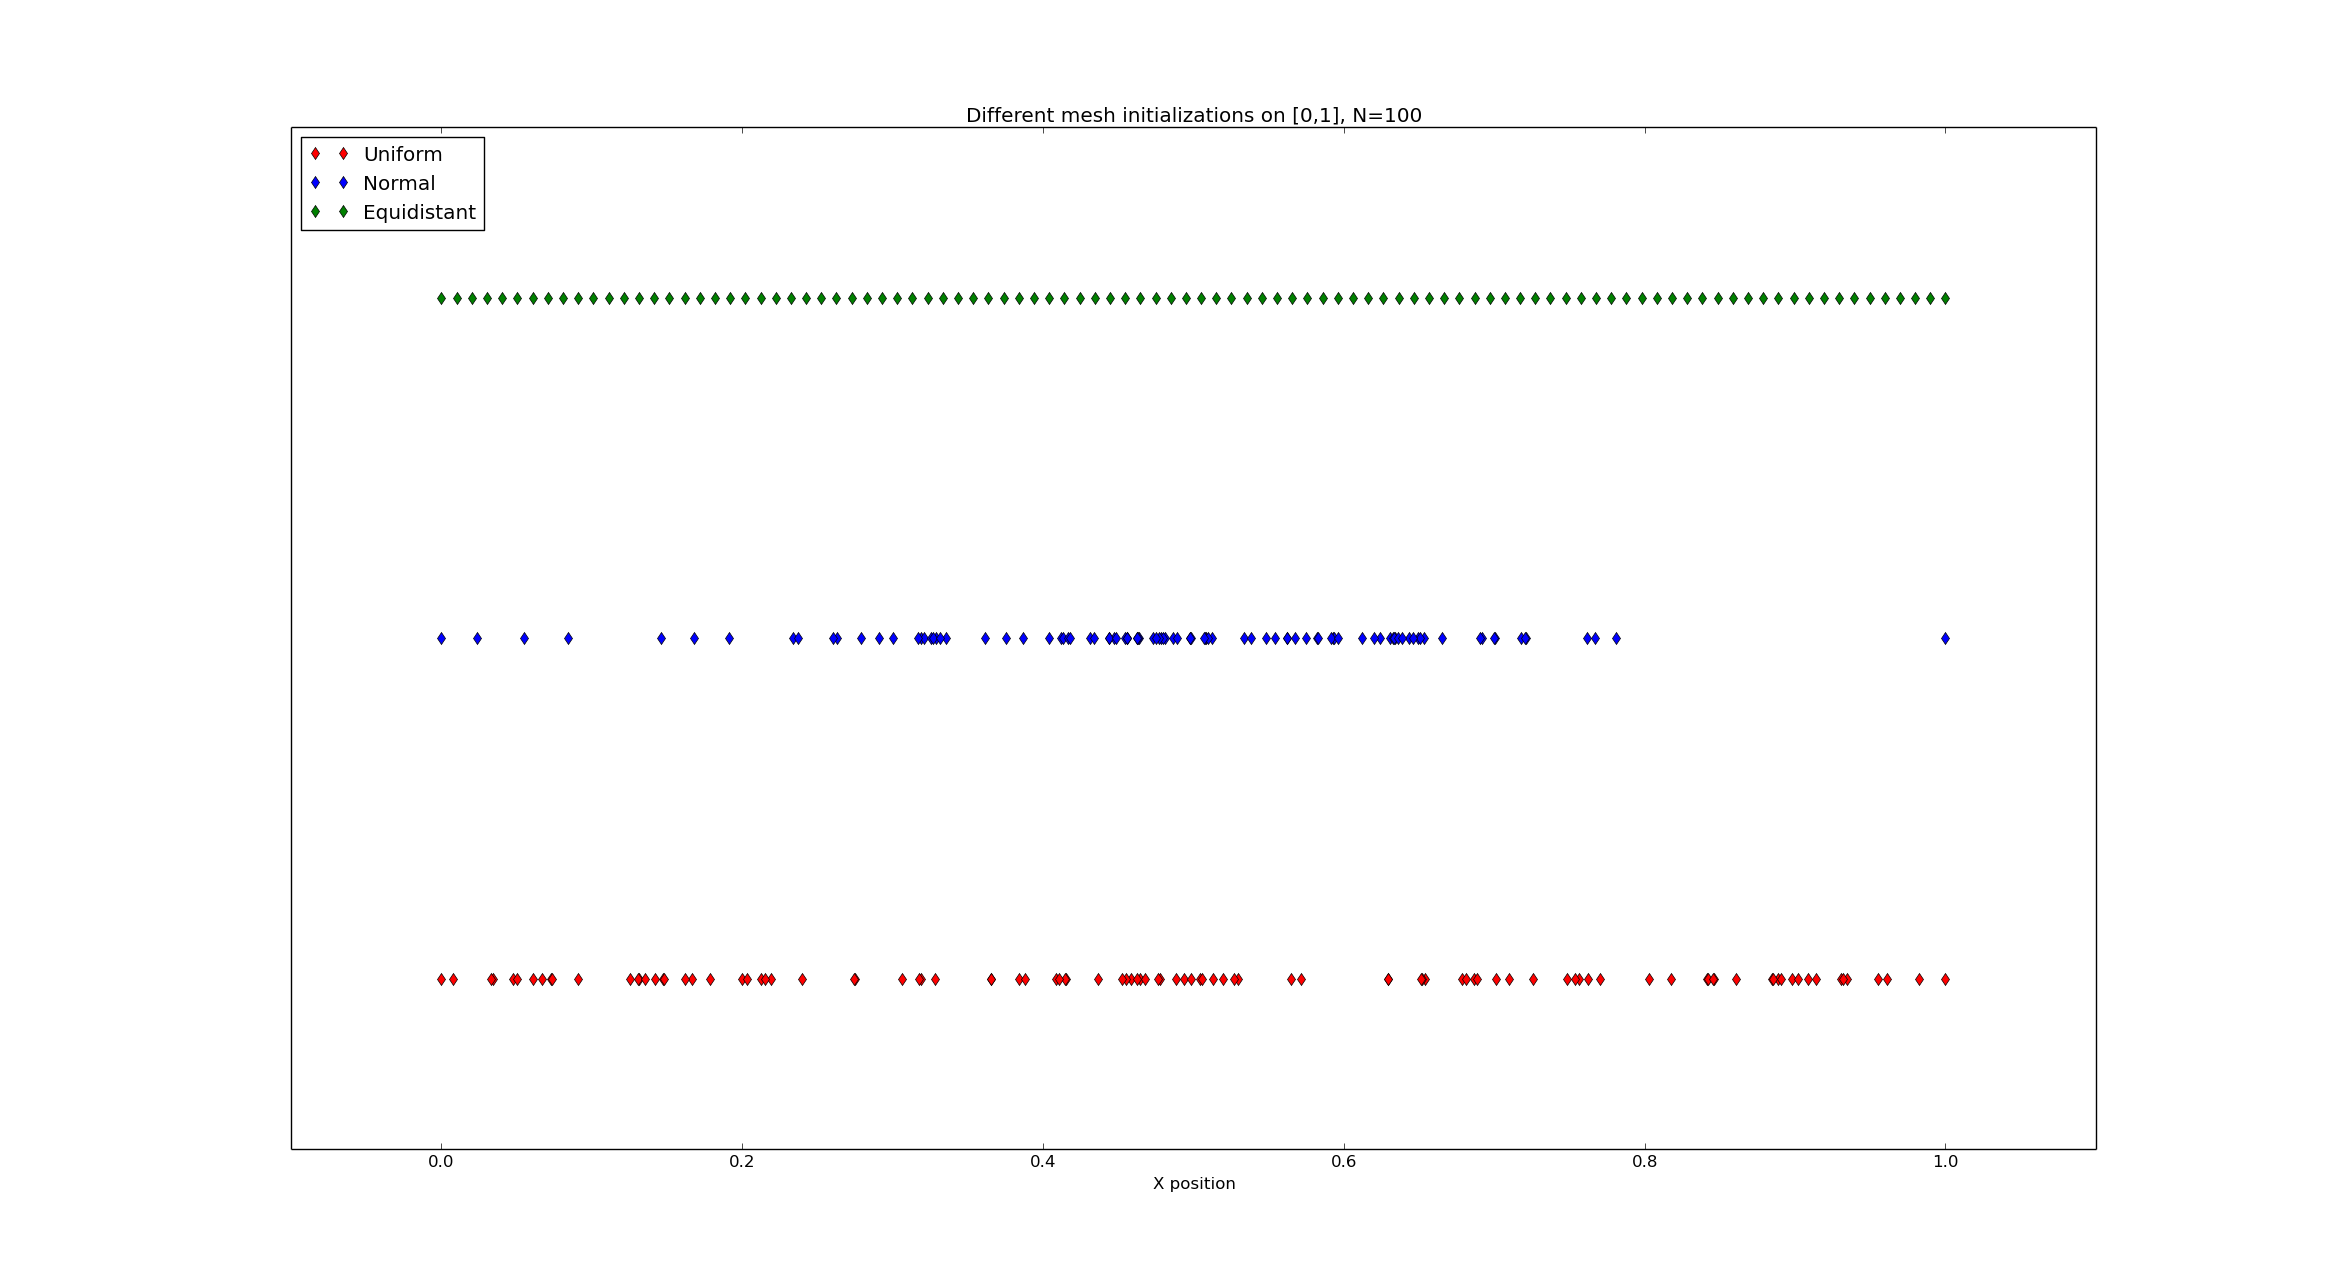 Different mesh initializations on [0,1], N=100
Uniform
Normal
Equidistant
0.0 0.2 0.4 0.6 0.8 1.0
X position